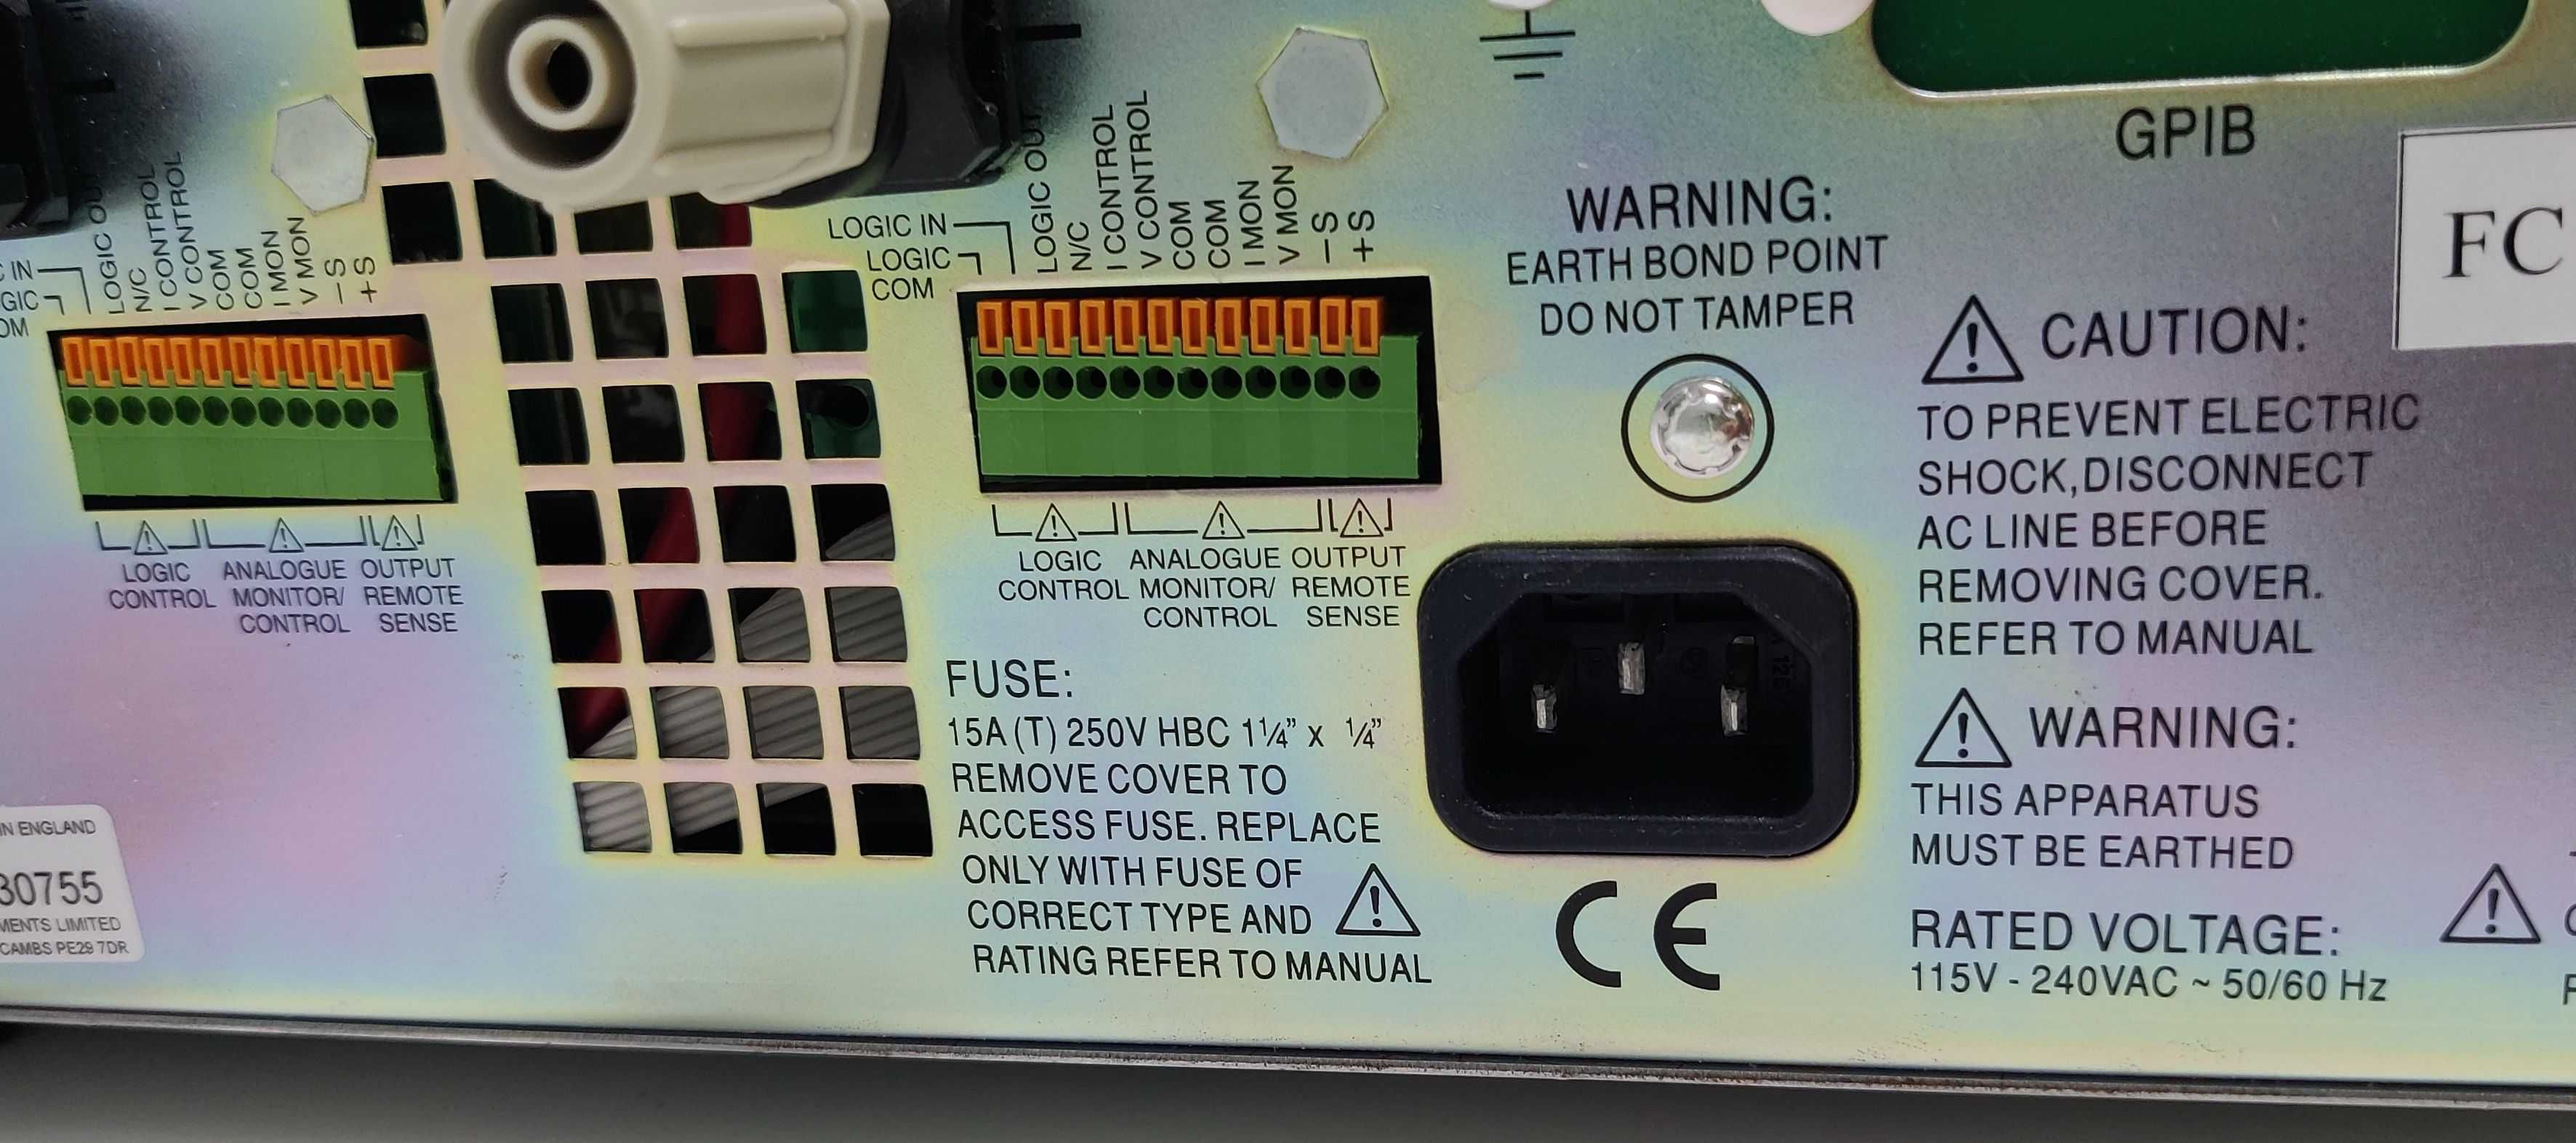 GPIB
FC
LOGIC OUT
N/C
I CONTROL
V CONTROL
COM
COM
I MON
V MON
– S
+ S
LOGIC IN
LOGIC
COM
LOGIC
CONTROL
ANALOGUE
MONITOR/
CONTROL
OUTPUT
REMOTE
SENSE
N/C
I CONTROL
V CONTROL
COM
COM
I MON
V MON
– S
+ S
IN
LOGIC
CONTROL
ANALOGUE
MONITOR/
CONTROL
OUTPUT
REMOTE
SENSE
IN ENGLAND
30755
MENTS LIMITED
CAMBS PE29 7DR
FUSE:
15A (T) 250V HBC 1¼” x ¼”
REMOVE COVER TO
ACCESS FUSE. REPLACE
ONLY WITH FUSE OF
CORRECT TYPE AND
RATING REFER TO MANUAL
WARNING:
EARTH BOND POINT
DO NOT TAMPER
CE
CAUTION:
TO PREVENT ELECTRIC
SHOCK,DISCONNECT
AC LINE BEFORE
REMOVING COVER.
REFER TO MANUAL
WARNING:
THIS APPARATUS
MUST BE EARTHED
RATED VOLTAGE:
115V - 240VAC ~ 50/60 Hz